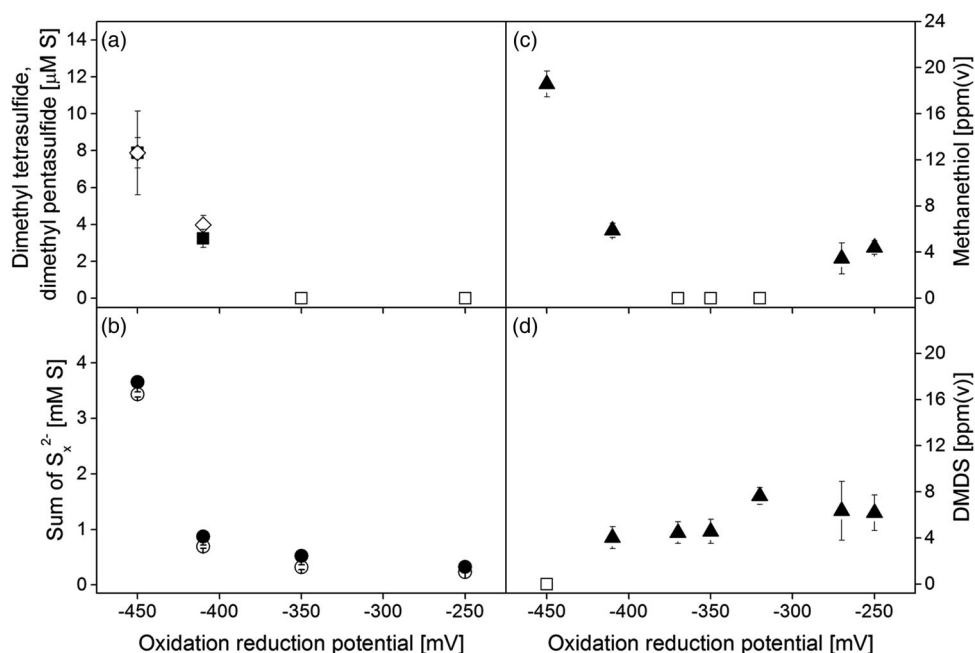 (a)
14
12
10
8
6
4
2
0
Dimethyl tetrasulfide,
dimethyl pentasulfide [μM S]
(c)
24
20
16
12
8
4
0
Methanethiol [ppm(v)]
(b)
4
3
2
1
0
Sum of Sₓ²⁻ [mM S]
(d)
20
16
12
8
4
0
DMDS [ppm(v)]
-450 -400 -350 -300 -250
Oxidation reduction potential [mV]
-450 -400 -350 -300 -250
Oxidation reduction potential [mV]